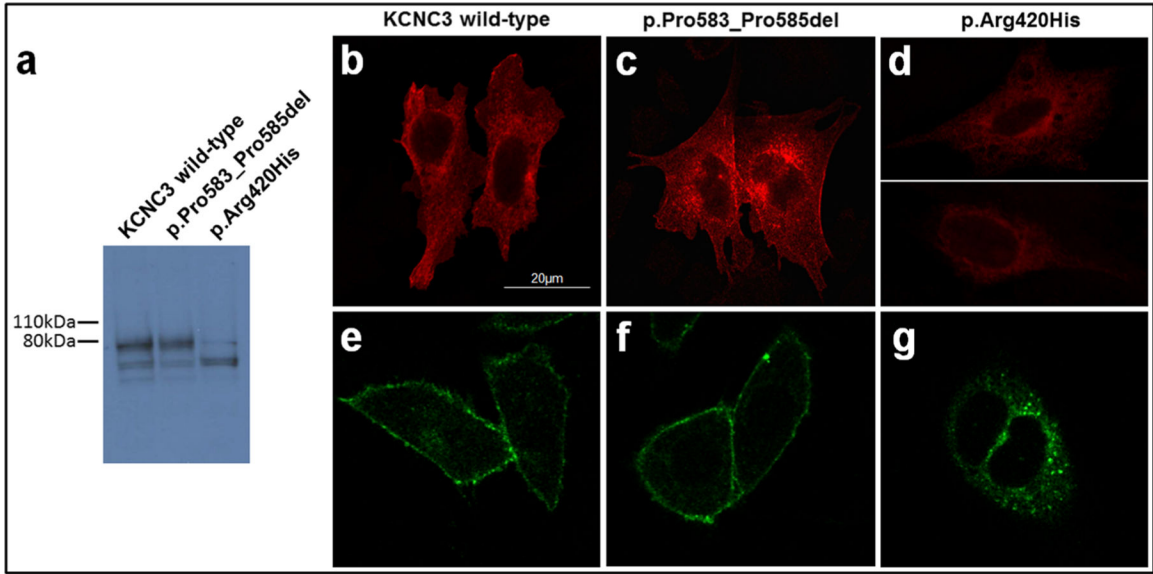 KCNC3 wild-type
p.Pro583_Pro585del
p.Arg420His
a
b
c
d
KCNC3 wild-type
p.Pro583_Pro585del
p.Arg420His
20μm
110kDa
80kDa
e
f
g